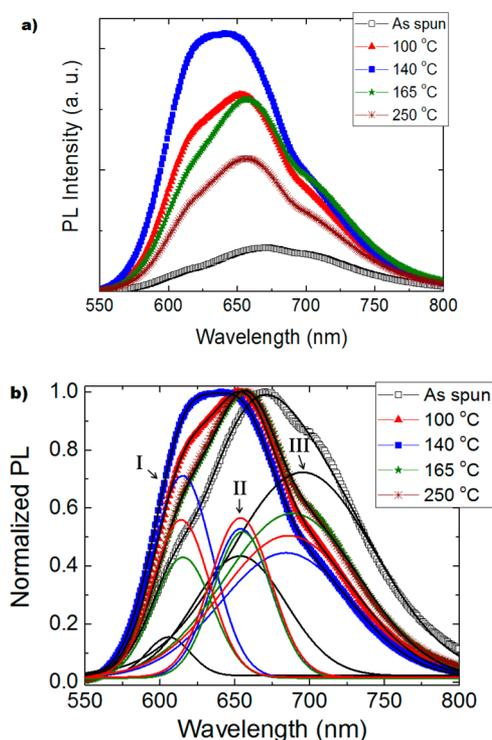 a)
As spun
100 °C
140 °C
165 °C
250 °C
PL Intensity (a. u.)
550 600 650 700 750 800
Wavelength (nm)
b)
As spun
100 °C
140 °C
165 °C
250 °C
I
II
III
Normalized PL
1.0
0.8
0.6
0.4
0.2
0.0
550 600 650 700 750 800
Wavelength (nm)